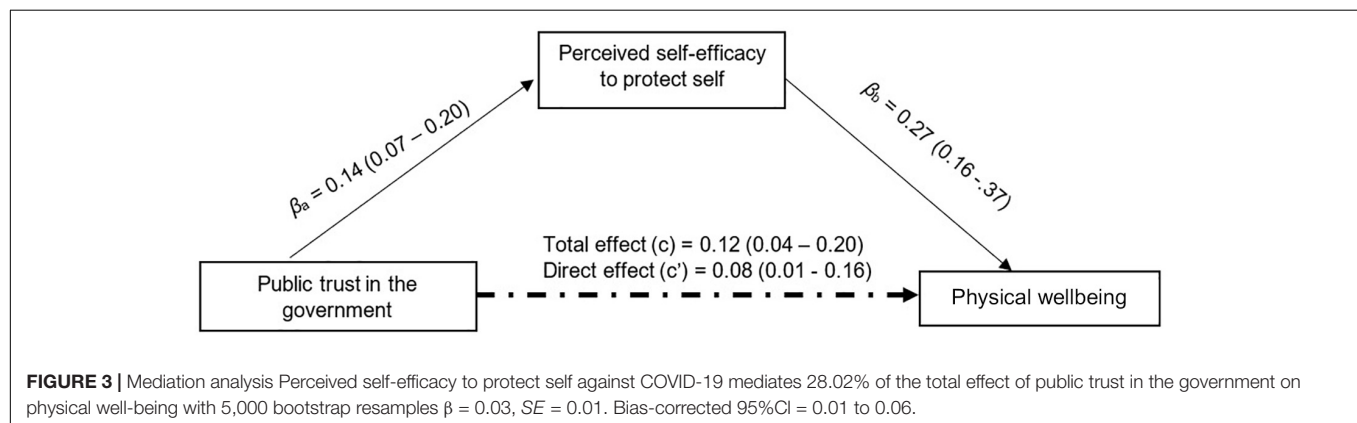 Perceived self-efficacy
to protect self
βa = 0.14 (0.07 – 0.20)
βb = 0.27 (0.16 -.37)
Total effect (c) = 0.12 (0.04 – 0.20)
Direct effect (c') = 0.08 (0.01 - 0.16)
Public trust in the
government
Physical wellbeing
FIGURE 3 | Mediation analysis Perceived self-efficacy to protect self against COVID-19 mediates 28.02% of the total effect of public trust in the government on
physical well-being with 5,000 bootstrap resamples β = 0.03, SE = 0.01. Bias-corrected 95%CI = 0.01 to 0.06.